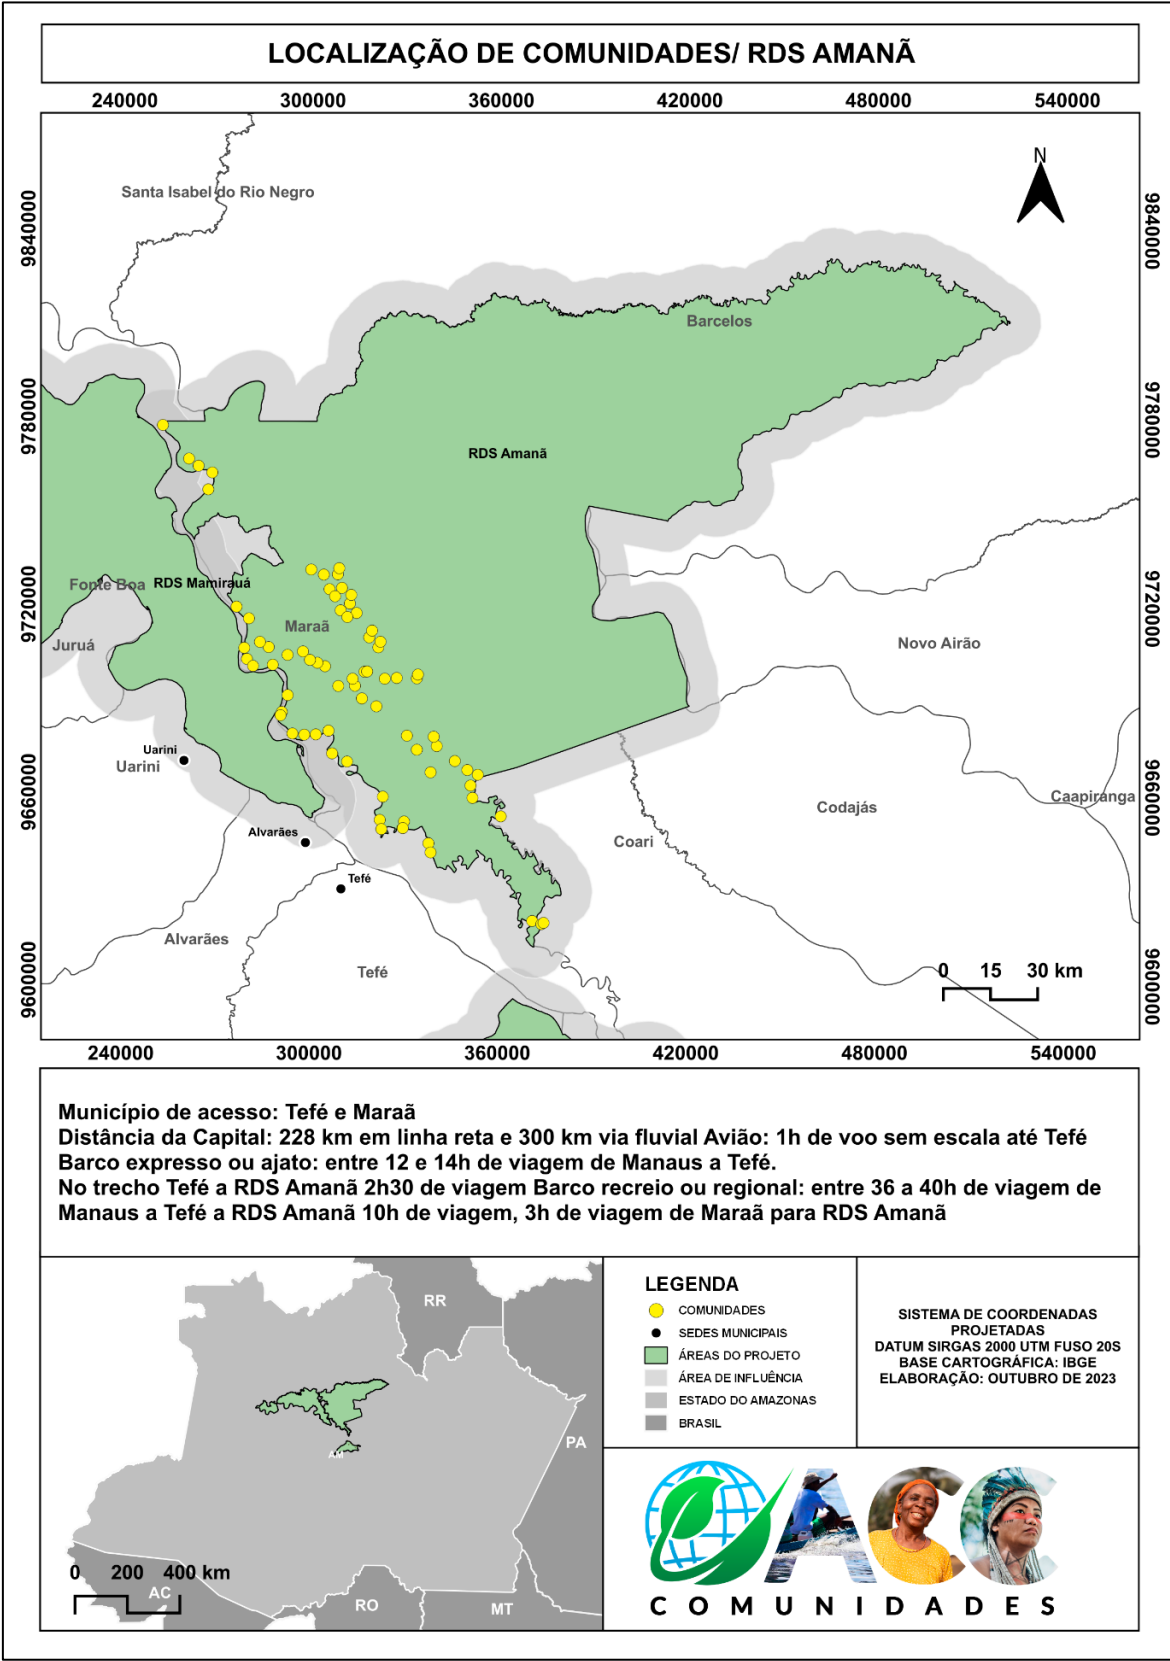 LOCALIZAÇÃO DE COMUNIDADES/ RDS AMANÃ
240000 300000 360000 420000 480000 540000
9840000
9780000
9720000
9660000
9600000
N
Santa Isabel do Rio Negro
Barcelos
RDS Amanã
Fonte Boa
RDS Mamirauá
Maraã
Juruá
Novo Airão
Uarini
Uarini
Caapiranga
Codajás
Alvarães
Coari
Tefé
Alvarães
Tefé
0 15 30 km
9840000
9780000
9720000
9660000
9600000
240000 300000 360000 420000 480000 540000
Município de acesso: Tefé e Maraã
Distância da Capital: 228 km em linha reta e 300 km via fluvial Avião: 1h de voo sem escala até Tefé
Barco expresso ou ajato: entre 12 e 14h de viagem de Manaus a Tefé.
No trecho Tefé a RDS Amanã 2h30 de viagem Barco recreio ou regional: entre 36 a 40h de viagem de
Manaus a Tefé a RDS Amanã 10h de viagem, 3h de viagem de Maraã para RDS Amanã
RR
PA
AM
0 200 400 km
AC
RO
MT
LEGENDA
COMUNIDADES
SEDES MUNICIPAIS
ÁREAS DO PROJETO
ÁREA DE INFLUÊNCIA
ESTADO DO AMAZONAS
BRASIL
SISTEMA DE COORDENADAS
PROJETADAS
DATUM SIRGAS 2000 UTM FUSO 20S
BASE CARTOGRÁFICA: IBGE
ELABORAÇÃO: OUTUBRO DE 2023
ACC
COMUNIDADES